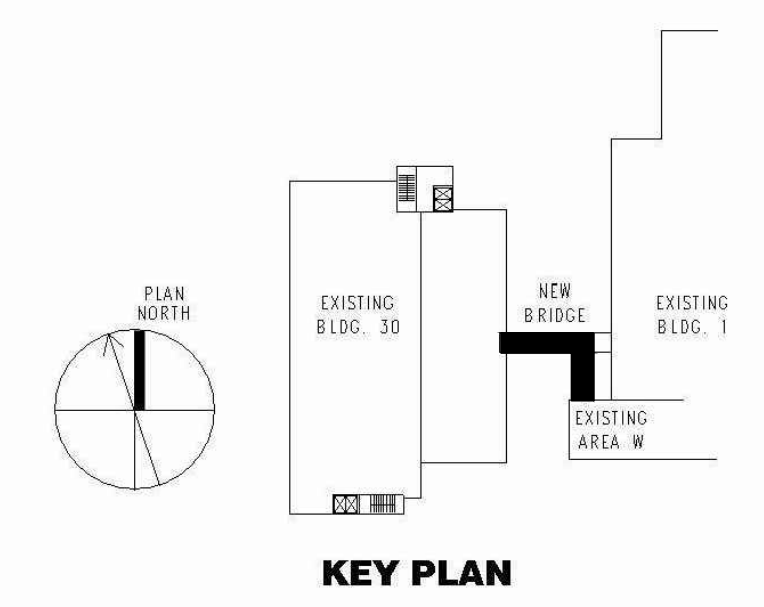 PLAN
NORTH
EXISTING
BLDG. 30
NEW
BRIDGE
EXISTING
BLDG. 1
EXISTING
AREA W
KEY PLAN